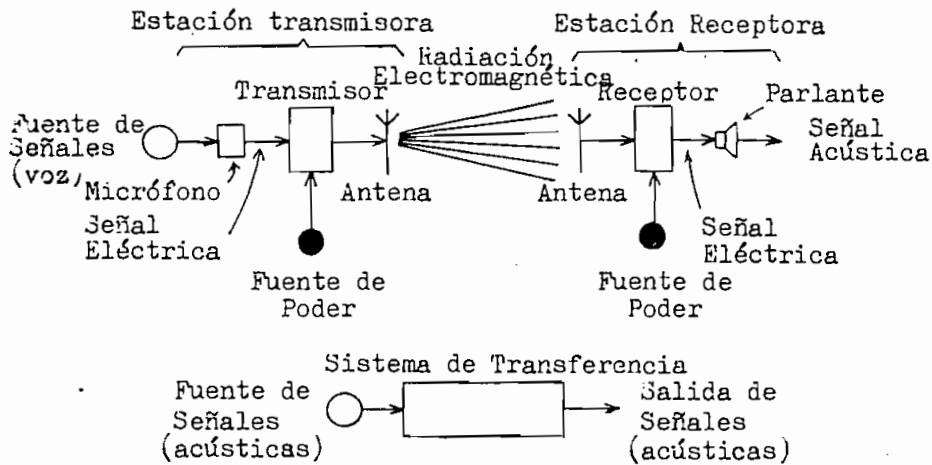 Estación transmisora
Estación Receptora
Radiación
Electromagnética
Transmisor
Receptor
Parlante
Fuente de
Señales
(voz)
Micrófono
Señal
Eléctrica
Antena
Antena
Señal
Acústica
Señal
Eléctrica
Fuente de
Poder
Fuente de
Poder
Sistema de Transferencia
Fuente de
Señales
(acústicas)
Salida de
Señales
(acústicas)